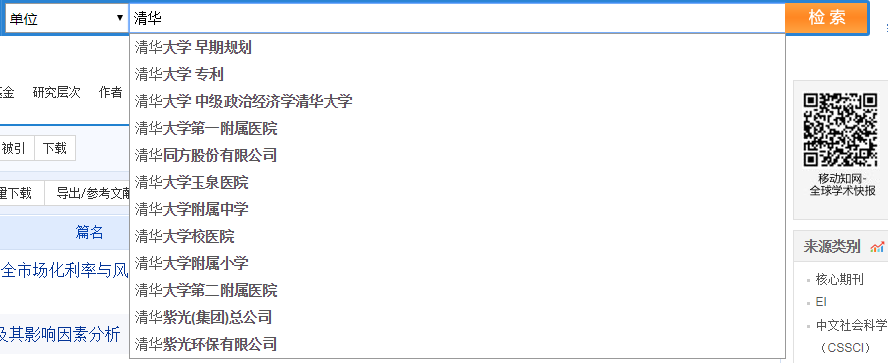 单位
清华
检 索
清华大学 早期规划
清华大学 专利
清华大学 中级政治经济学清华大学
清华大学第一附属医院
清华同方股份有限公司
清华大学玉泉医院
清华大学附属中学
清华大学校医院
清华大学附属小学
清华大学第二附属医院
清华紫光(集团)总公司
清华紫光环保有限公司
研究层次 作者
被引 下载
下载 导出/参考文献
篇名
全市场化利率与风
及其影响因素分析
移动知网-
全球学术快报
来源类别
核心期刊
EI
中文社会科学
（CSSCI）